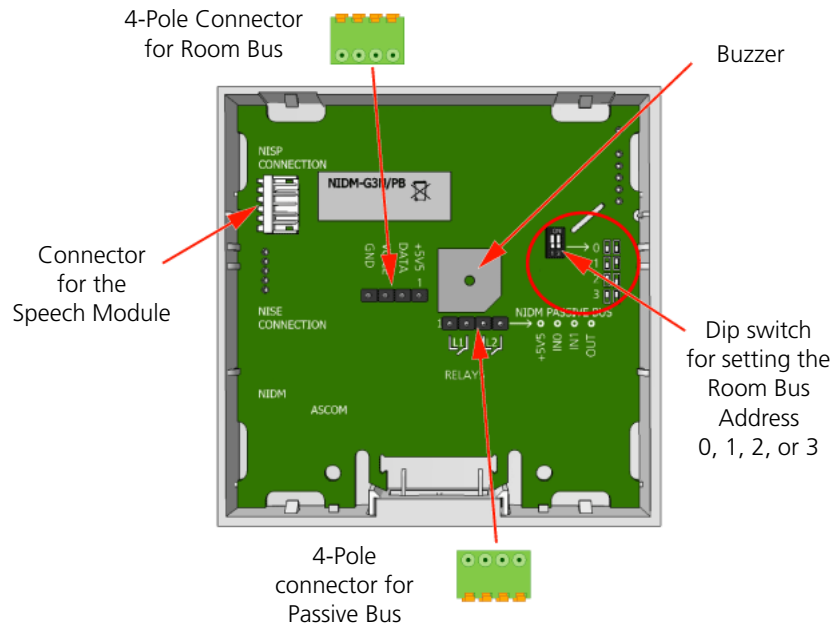 4-Pole Connector
for Room Bus
Buzzer
NISP
CONNECTION
NIDM-G3N/PB
Connector
for the
Speech Module
GND
DATA
+5V5
1
0
1
2
3
NISE
CONNECTION
1
NIDM PASSIVE BUS
L1
L2
+5V5
IN0
IN1
OUT
RELAY
NIDM
ASCOM
Dip switch
for setting the
Room Bus
Address
0, 1, 2, or 3
4-Pole
connector for
Passive Bus